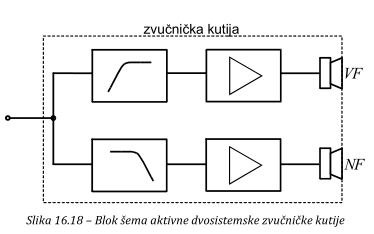 zvučnička kutija
VF
NF
Slika 16.18 – Blok šema aktivne dvosistemske zvučničke kutije